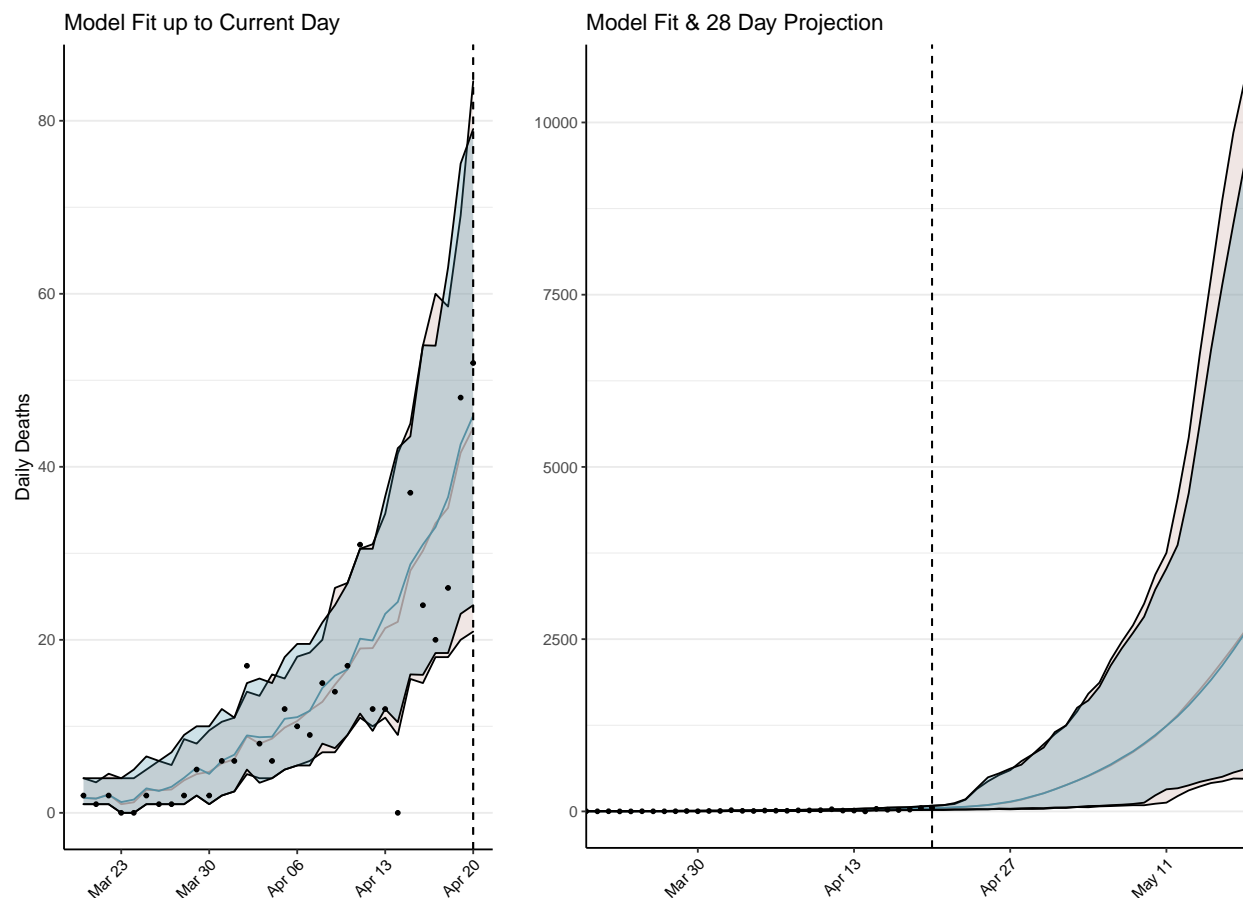 Model Fit up to Current Day
Daily Deaths
80
60
40
20
0
Mar 23
Mar 30
Apr 06
Apr 13
Apr 20
Model Fit & 28 Day Projection
10000
7500
5000
2500
0
Mar 30
Apr 13
Apr 27
May 11